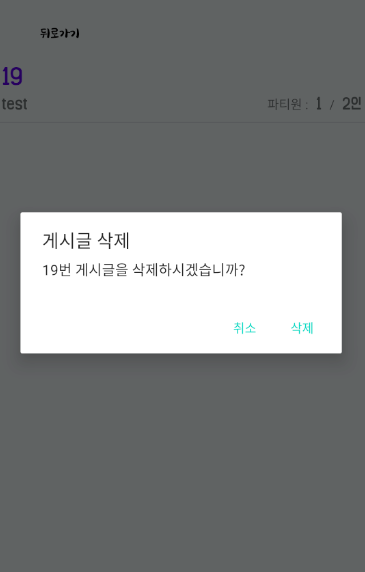 뒤로가기
19
test
파티원 : 1 / 2인
게시글 삭제
19번 게시글을 삭제하시겠습니까?
취소 삭제